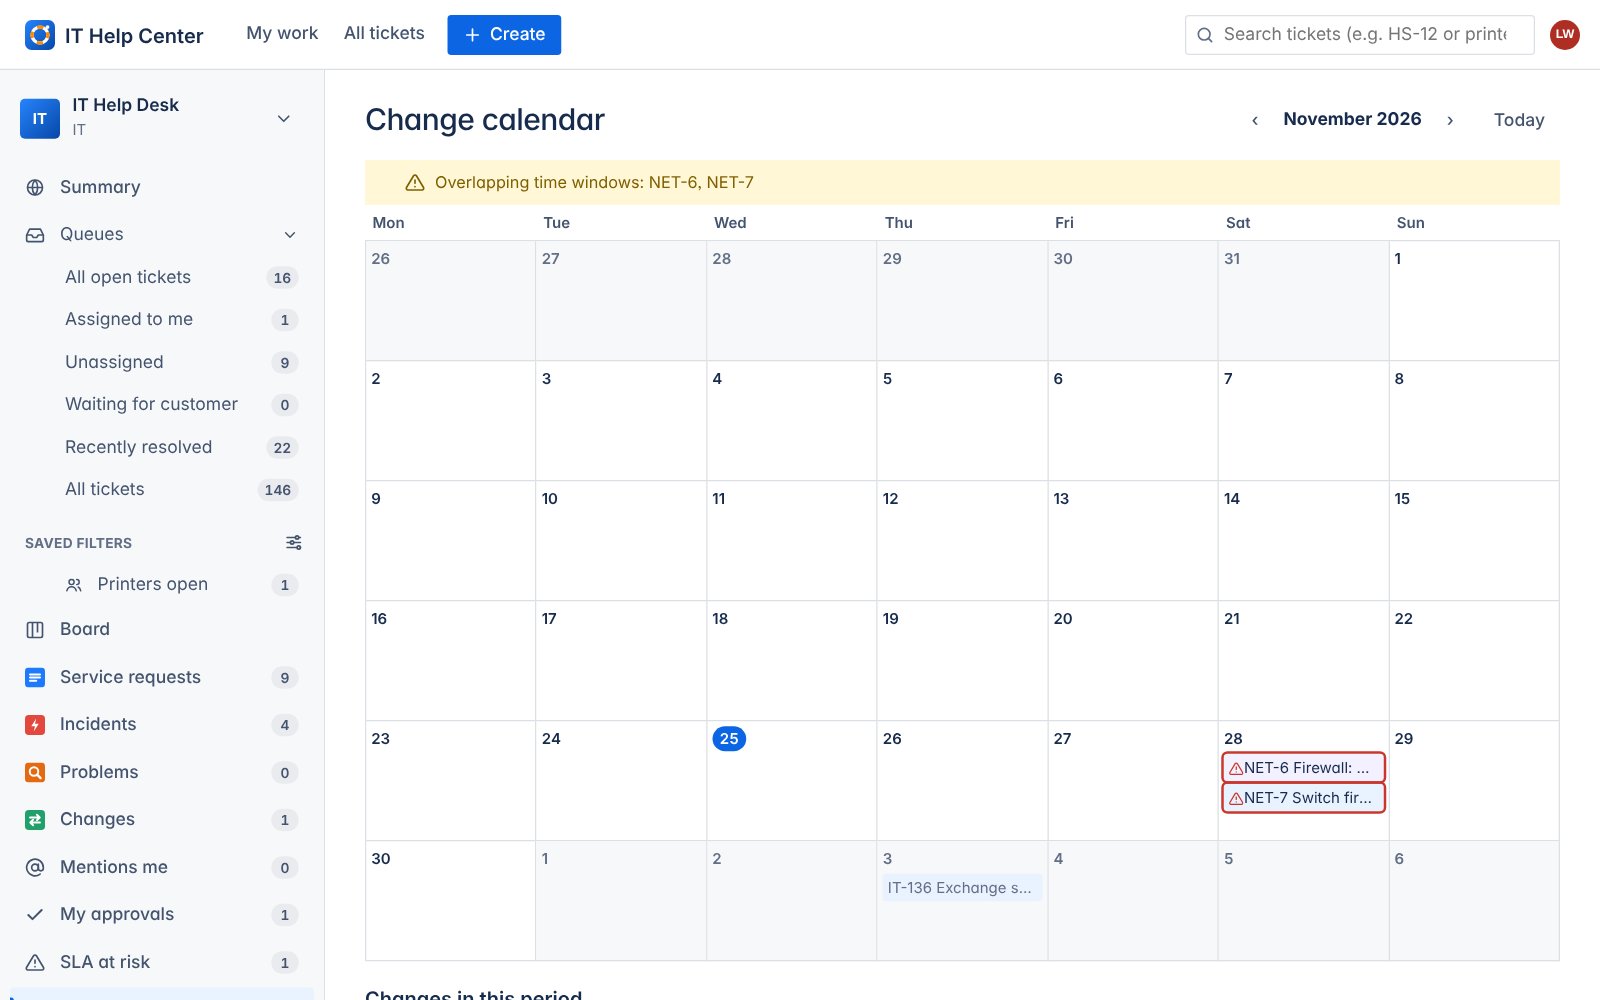 IT Help Center
My work
All tickets
Create
Search tickets (e.g. HS-12 or printe
LW
IT
IT Help Desk
IT
Summary
Queues
All open tickets 16
Assigned to me 1
Unassigned 9
Waiting for customer 0
Recently resolved 22
All tickets 146
SAVED FILTERS
Printers open 1
Board
Service requests 9
Incidents 4
Problems 0
Changes 1
Mentions me 0
My approvals 1
SLA at risk 1
Change calendar
‹ November 2026 › Today
Overlapping time windows: NET-6, NET-7
Mon Tue Wed Thu Fri Sat Sun
26 27 28 29 30 31 1
2 3 4 5 6 7 8
9 10 11 12 13 14 15
16 17 18 19 20 21 22
23 24 25 26 27 28 29
NET-6 Firewall: ...
NET-7 Switch fir...
30 1 2 3 4 5 6
IT-136 Exchange s...
Changes in this period